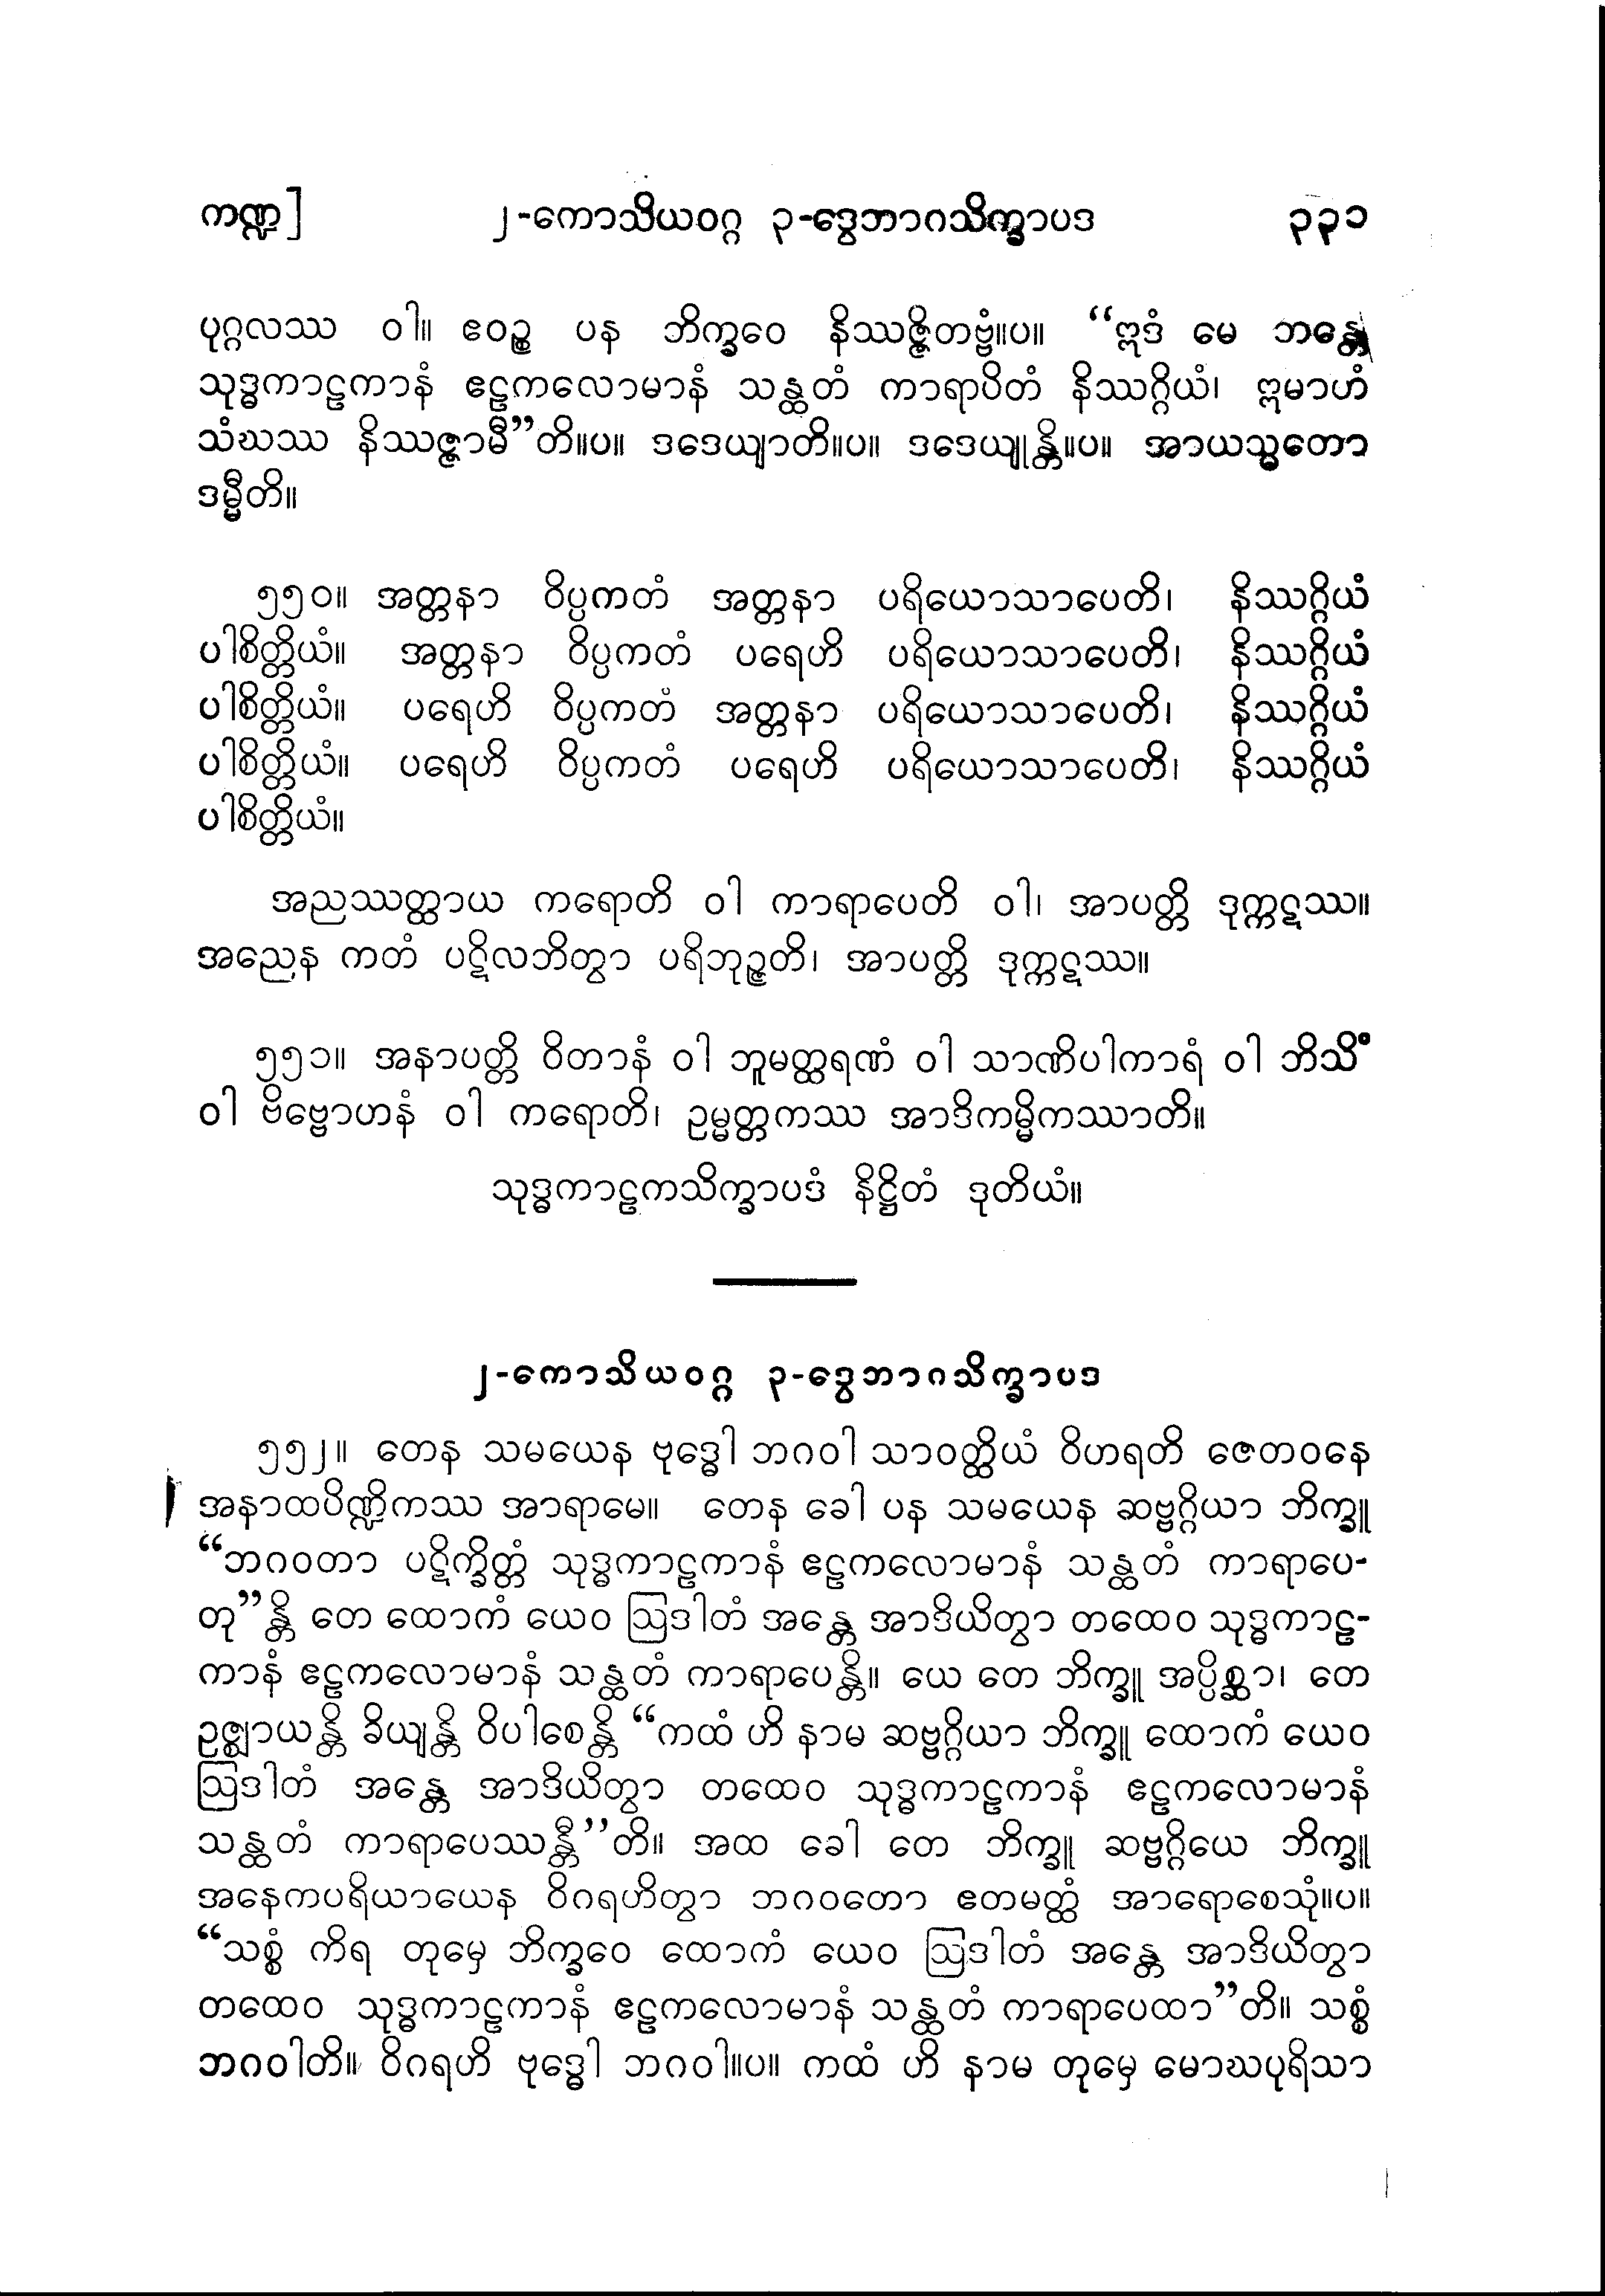 ကဏ္ဍ] ၂-ကောသိယဝဂ္ဂ ၃-ဒွေဘာဂသိက္ခာပဒ ၃၃၁
ပုဂ္ဂလဿ ဝါ။ ဧဝဉ္စ ပန ဘိက္ခဝေ နိဿဇ္ဇိတဗ္ဗံ။ပ။ “ဣဒံ မေ ဘန္တေ
သုဒ္ဓကာဠကာနံ ဧဠကလောမာနံ သန္ထတံ ကာရာပိတံ နိဿဂ္ဂိယံ၊ ဣမာဟံ
သံဃဿ နိဿဇ္ဇာမီ”တိ။ပ။ ဒဒေယျာတိ။ပ။ ဒဒေယျုန္တိ။ပ။ အာယသ္မတော
ဒမ္မီတိ။
၅၅၀။ အတ္တနာ ဝိပ္ပကတံ အတ္တနာ ပရိယောသာပေတိ၊ နိဿဂ္ဂိယံ
ပါစိတ္တိယံ။ အတ္တနာ ဝိပ္ပကတံ ပရေဟိ ပရိယောသာပေတိ၊ နိဿဂ္ဂိယံ
ပါစိတ္တိယံ။ ပရေဟိ ဝိပ္ပကတံ အတ္တနာ ပရိယောသာပေတိ၊ နိဿဂ္ဂိယံ
ပါစိတ္တိယံ။ ပရေဟိ ဝိပ္ပကတံ ပရေဟိ ပရိယောသာပေတိ၊ နိဿဂ္ဂိယံ
ပါစိတ္တိယံ။
အညဿတ္ထာယ ကရောတိ ဝါ ကာရာပေတိ ဝါ၊ အာပတ္တိ ဒုက္ကဋဿ။
အညေန ကတံ ပဋိလဘိတွာ ပရိဘုဉ္ဇတိ၊ အာပတ္တိ ဒုက္ကဋဿ။
၅၅၁။ အနာပတ္တိ ဝိတာနံ ဝါ ဘူမတ္ထရဏံ ဝါ သာဏိပါကာရံ ဝါ ဘိသိံ
ဝါ ဗိဗ္ဗောဟနံ ဝါ ကရောတိ၊ ဥမ္မတ္တကဿ အာဒိကမ္မိကဿာတိ။
သုဒ္ဓကာဠကသိက္ခာပဒံ နိဋ္ဌိတံ ဒုတိယံ။
၂-ကောသိယဝဂ္ဂ ၃-ဒွေဘာဂသိက္ခာပဒ
၅၅၂။ တေန သမယေန ဗုဒ္ဓေါ ဘဂဝါ သာဝတ္ထိယံ ဝိဟရတိ ဇေတဝနေ
အနာထပိဏ္ဍိကဿ အာရာမေ။ တေန ခေါ ပန သမယေန ဆဗ္ဗဂ္ဂိယာ ဘိက္ခူ
“ဘဂဝတာ ပဋိက္ခိတ္တံ သုဒ္ဓကာဠကာနံ ဧဠကလောမာနံ သန္ထတံ ကာရာပေ-
တု”န္တိ တေ ထောကံ ယေဝ ဩဒါတံ အန္တေ အာဒိယိတွာ တထေဝ သုဒ္ဓကာဠ-
ကာနံ ဧဠကလောမာနံ သန္ထတံ ကာရာပေန္တိ။ ယေ တေ ဘိက္ခူ အပ္ပိစ္ဆာ၊ တေ
ဥဇ္ဈာယန္တိ ခိယျန္တိ ဝိပါစေန္တိ “ကထံ ဟိ နာမ ဆဗ္ဗဂ္ဂိယာ ဘိက္ခူ ထောကံ ယေဝ
ဩဒါတံ အန္တေ အာဒိယိတွာ တထေဝ သုဒ္ဓကာဠကာနံ ဧဠကလောမာနံ
သန္ထတံ ကာရာပေဿန္တီ’’တိ။ အထ ခေါ တေ ဘိက္ခူ ဆဗ္ဗဂ္ဂိယေ ဘိက္ခူ
အနေကပရိယာယေန ဝိဂရဟိတွာ ဘဂဝတော ဧတမတ္ထံ အာရောစေသုံ။ပ။
“သစ္စံ ကိရ တုမှေ ဘိက္ခဝေ ထောကံ ယေဝ ဩဒါတံ အန္တေ အာဒိယိတွာ
တထေဝ သုဒ္ဓကာဠကာနံ ဧဠကလောမာနံ သန္ထတံ ကာရာပေထာ”တိ။ သစ္စံ
ဘဂဝါတိ။ ဝိဂရဟိ ဗုဒ္ဓေါ ဘဂဝါ။ပ။ ကထံ ဟိ နာမ တုမှေ မောဃပုရိသာ